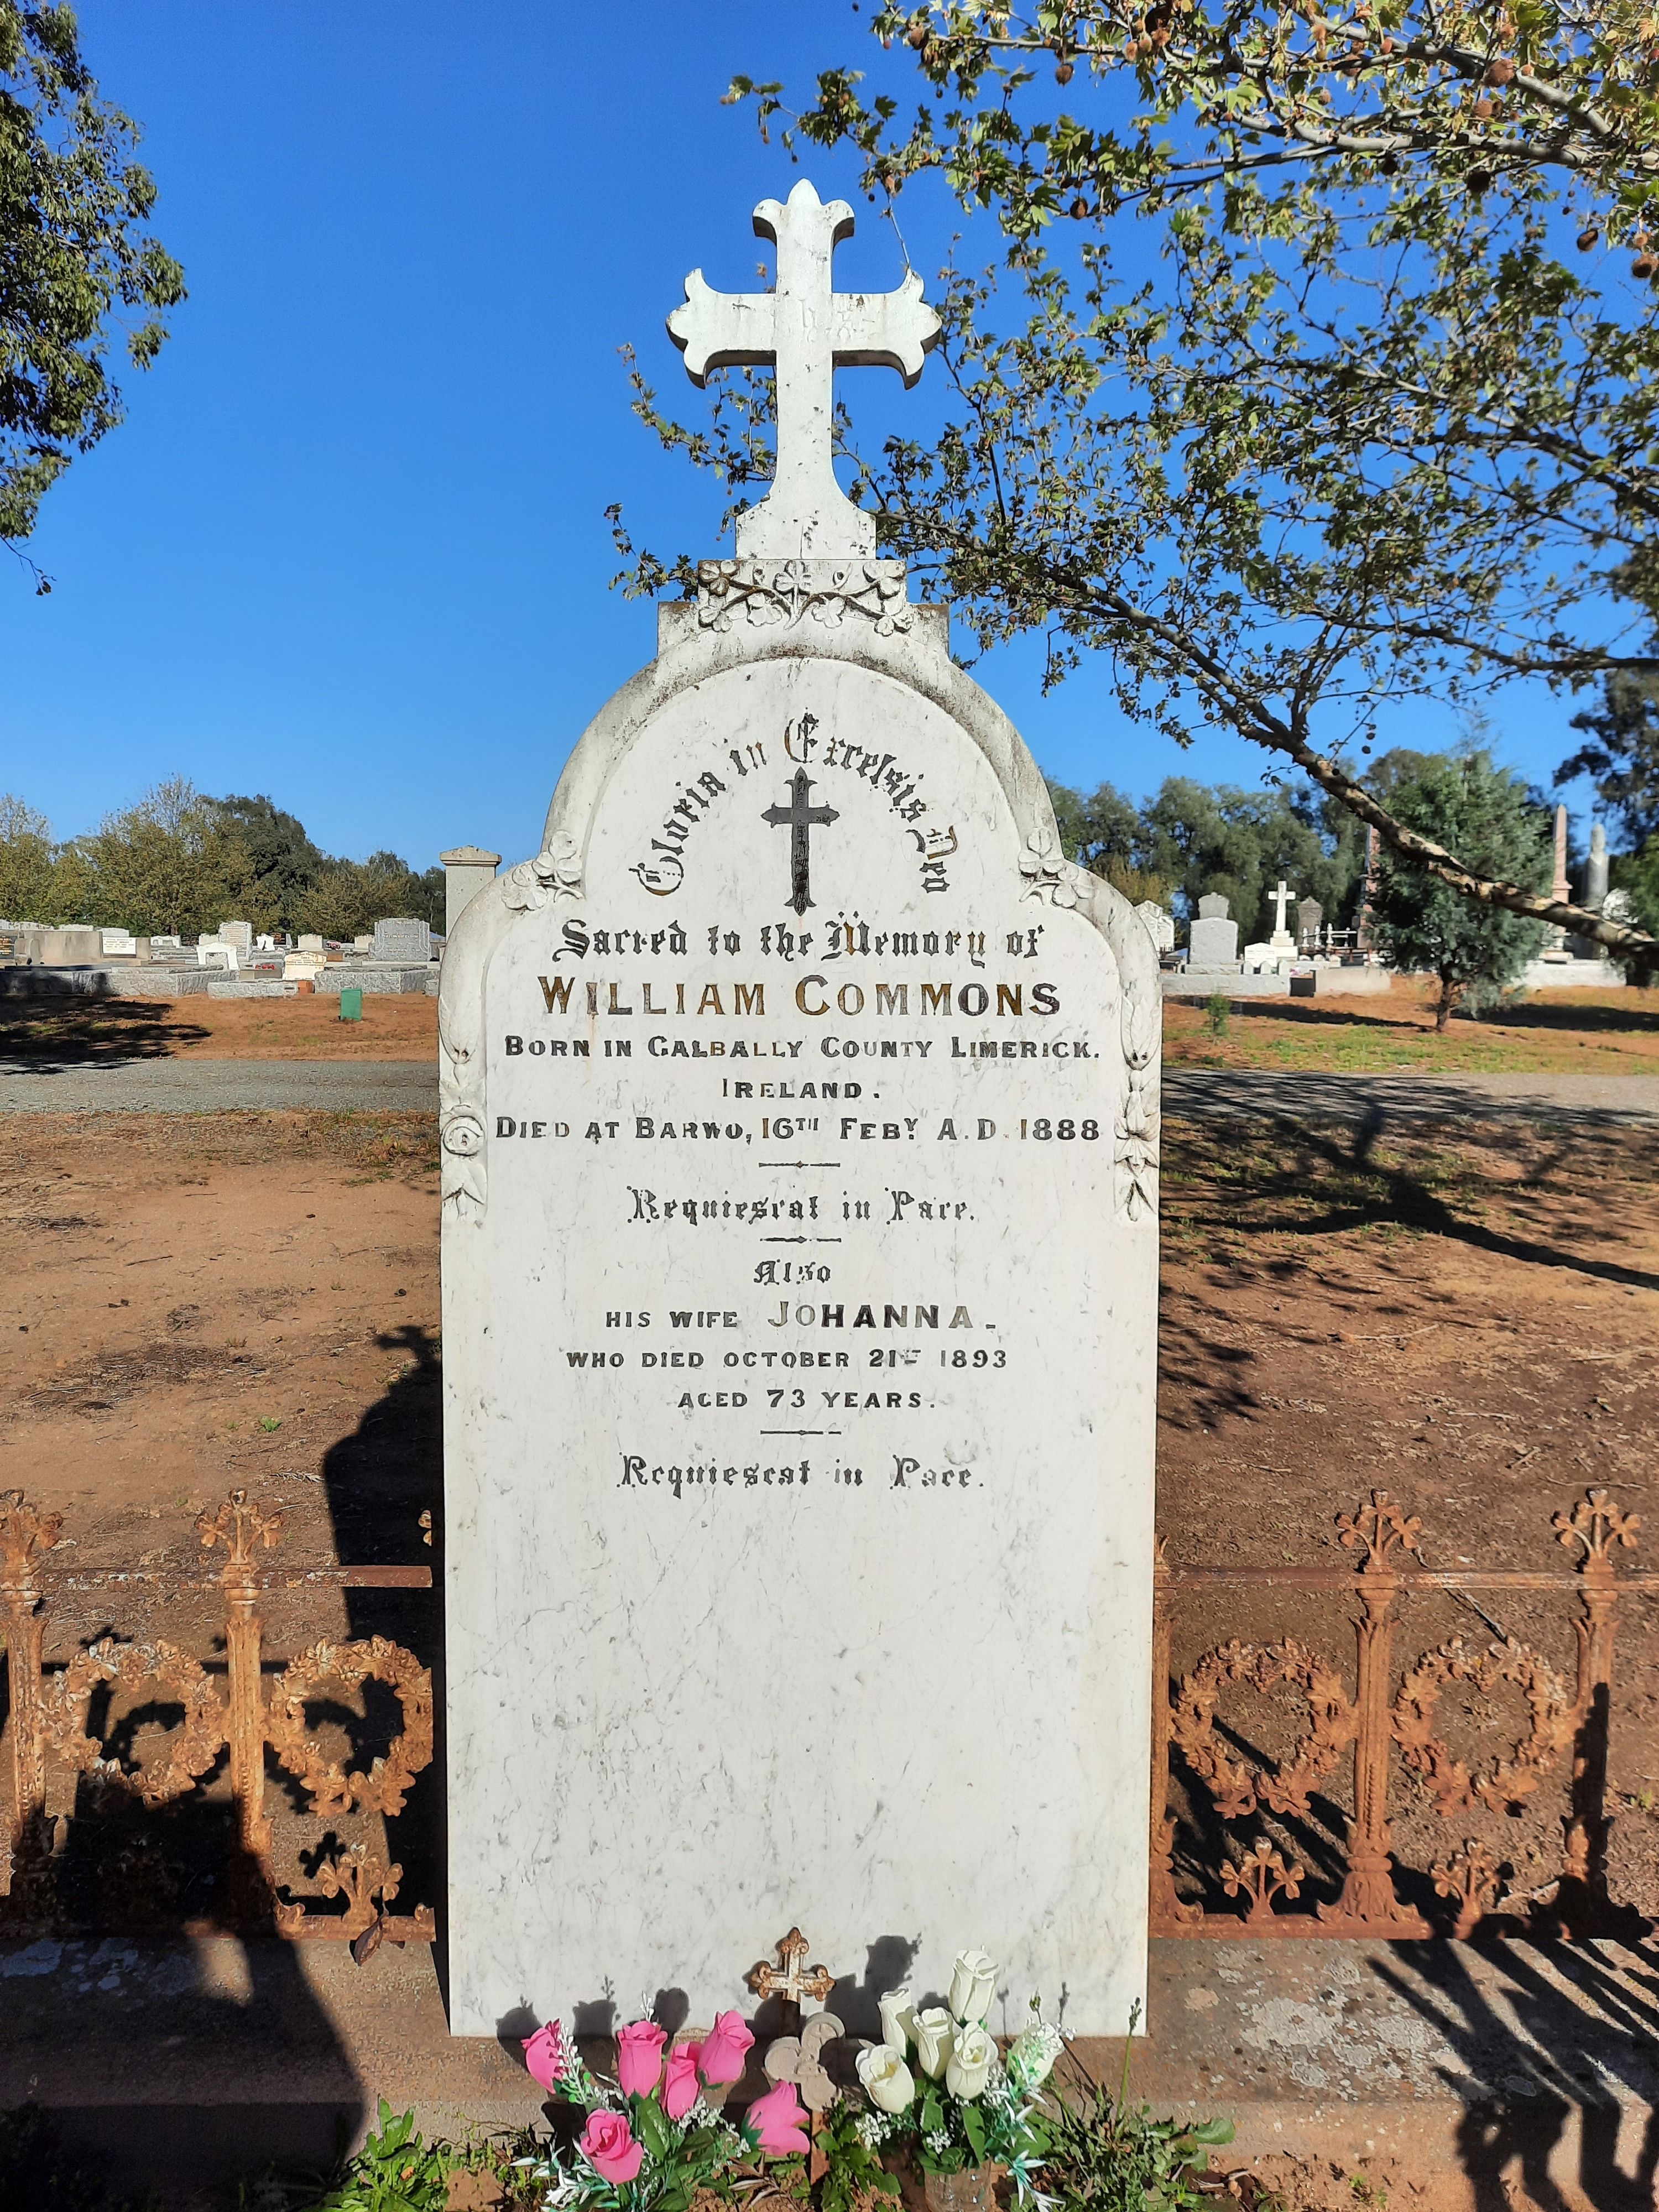 Gloria in Excelsis Deo
Sacred to the Memory of
WILLIAM COMMONS
BORN IN GALBALLY COUNTY LIMERICK.
IRELAND.
DIED AT BARWO, 16TH FEBY. A.D. 1888
Requiescat in Pace.
Also
HIS WIFE JOHANNA.
WHO DIED OCTOBER 21ST 1893
AGED 73 YEARS.
Requiescat in Pace.